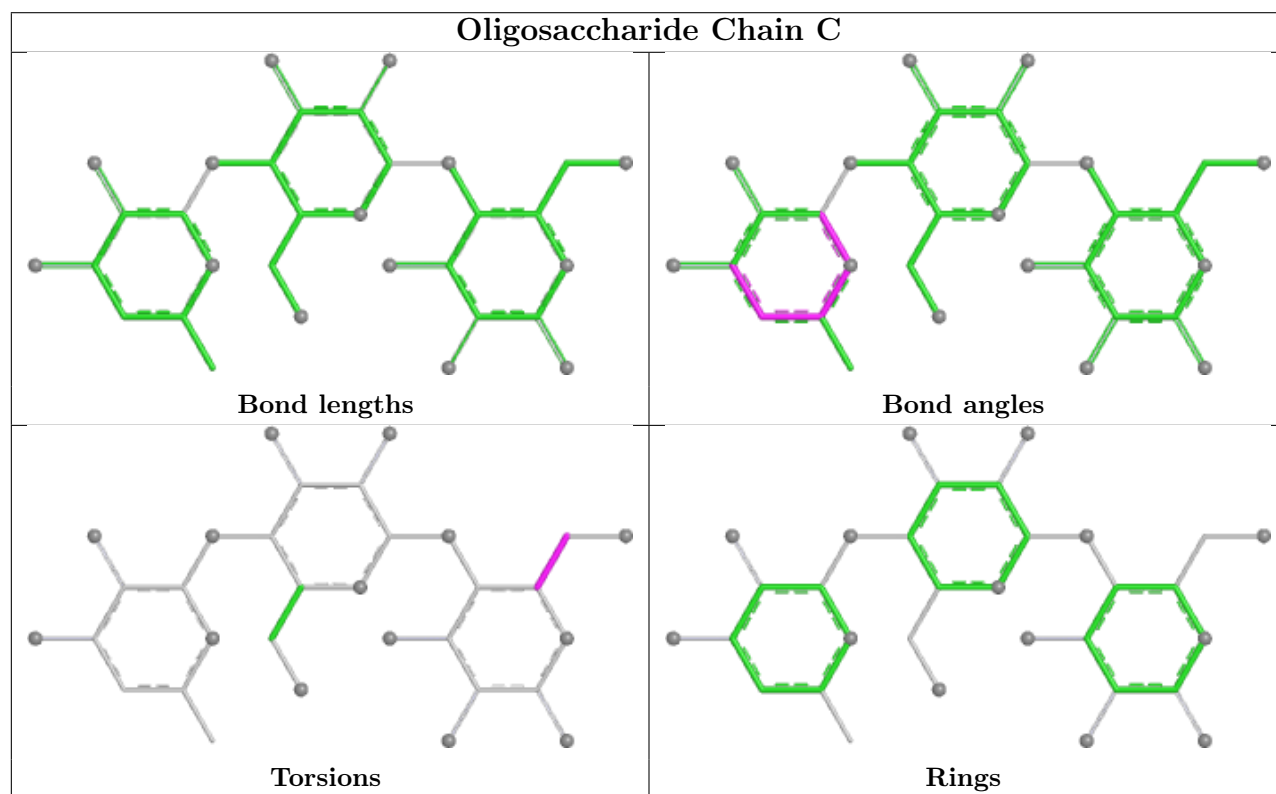 Oligosaccharide Chain C
Bond lengths
Bond angles
Torsions
Rings